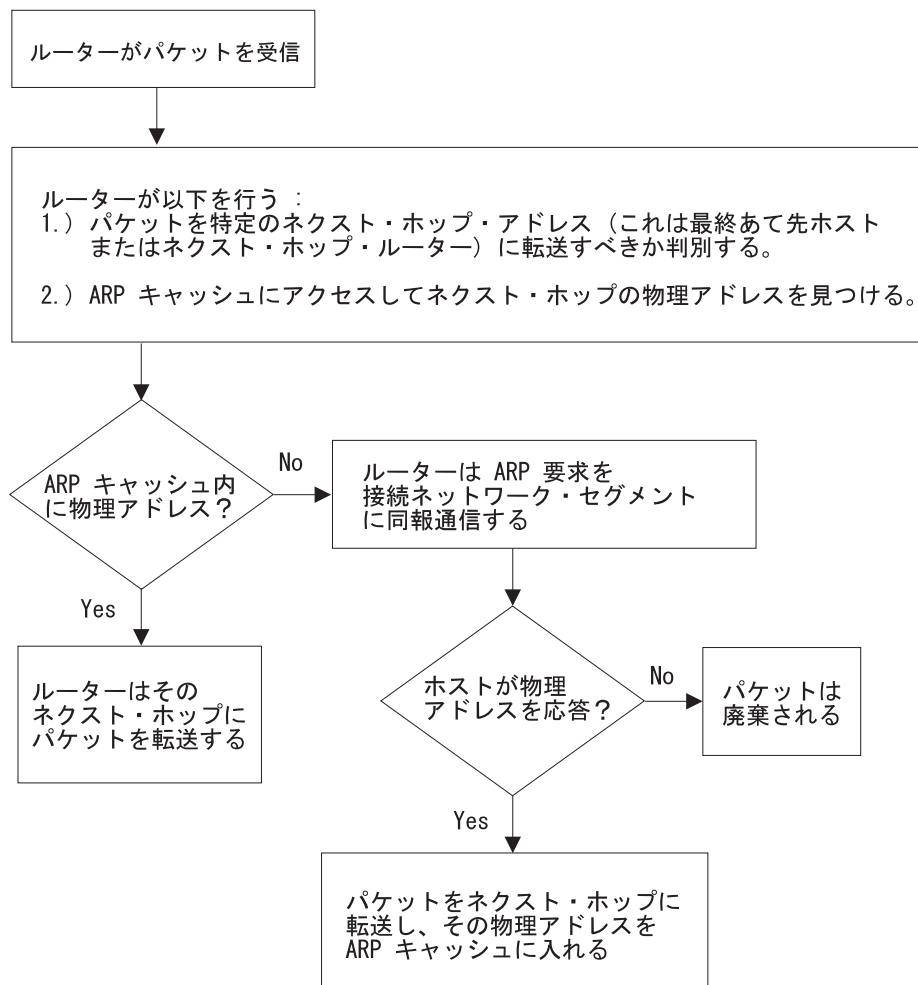 ルーターがパケットを受信
ルーターが以下を行う :
1.) パケットを特定のネクスト・ホップ・アドレス (これは最終あて先ホスト
またはネクスト・ホップ・ルーター) に転送すべきか判別する。
2.) ARP キャッシュにアクセスしてネクスト・ホップの物理アドレスを見つける。
ARP キャッシュ内
に物理アドレス?
No
ルーターは ARP 要求を
接続ネットワーク・セグメント
に同報通信する
Yes
ルーターはその
ネクスト・ホップに
パケットを転送する
ホストが物理
アドレスを応答?
No
パケットは
廃棄される
Yes
パケットをネクスト・ホップに
転送し、その物理アドレスを
ARP キャッシュに入れる